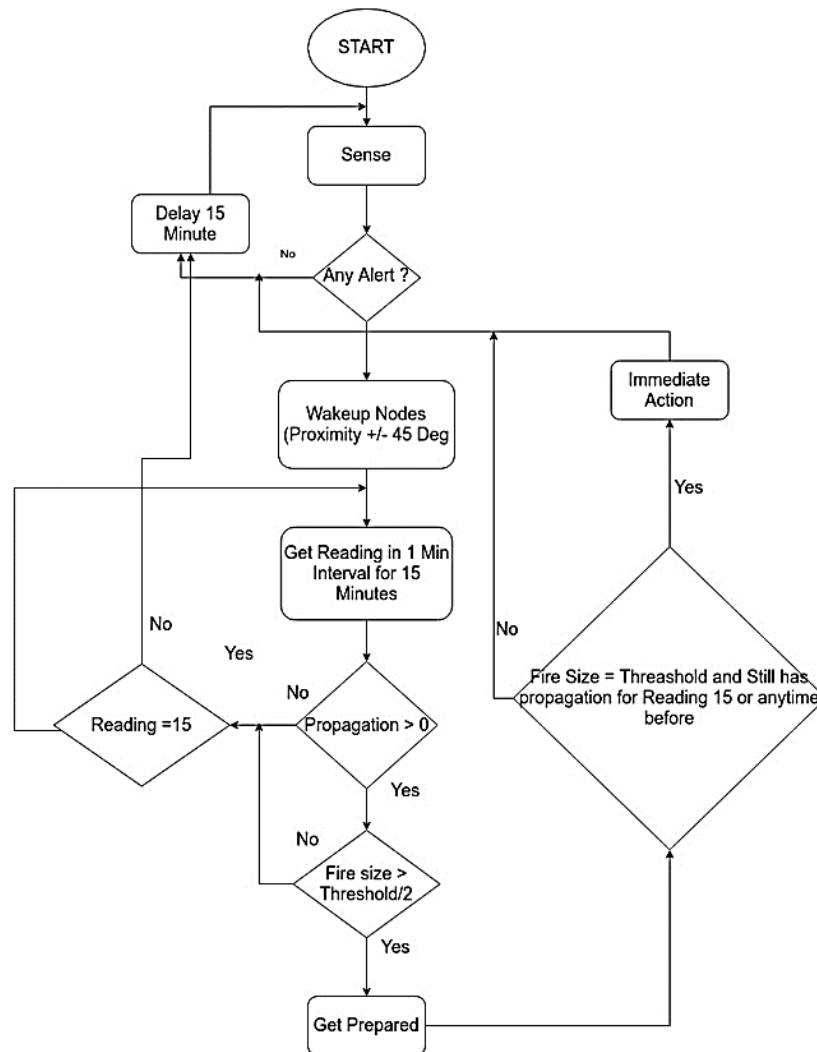 START
Sense
Delay 15
Minute
No
Any Alert ?
Immediate
Action
Wakeup Nodes
(Proximity +/- 45 Deg
Yes
Get Reading in 1 Min
Interval for 15
Minutes
No
No
Yes
Fire Size = Threashold and Still has
propagation for Reading 15 or anytime
before
No
Reading =15
Propagation > 0
Yes
No
Fire size >
Threshold/2
Yes
Get Prepared